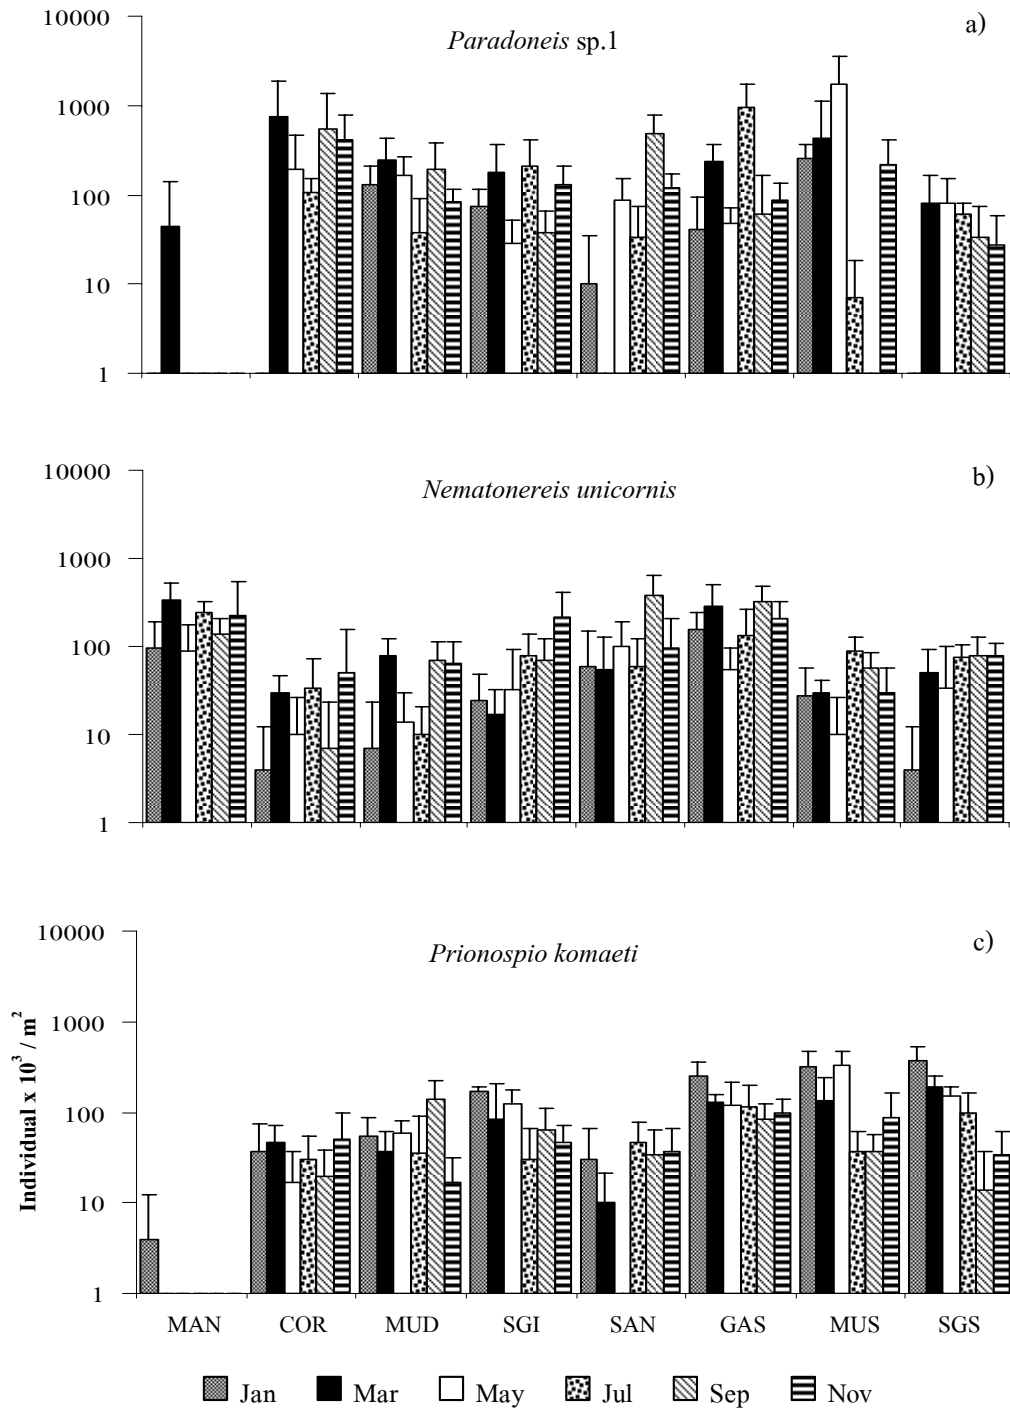 10000
a)
Paradoneis sp.1
1000
100
10
1
10000
b)
Nematonereis unicornis
1000
100
10
1
10000
c)
Prionospio komaeti
1000
100
10
1
Individual x 10³ / m²
MAN COR MUD SGI SAN GAS MUS SGS
Jan Mar May Jul Sep Nov